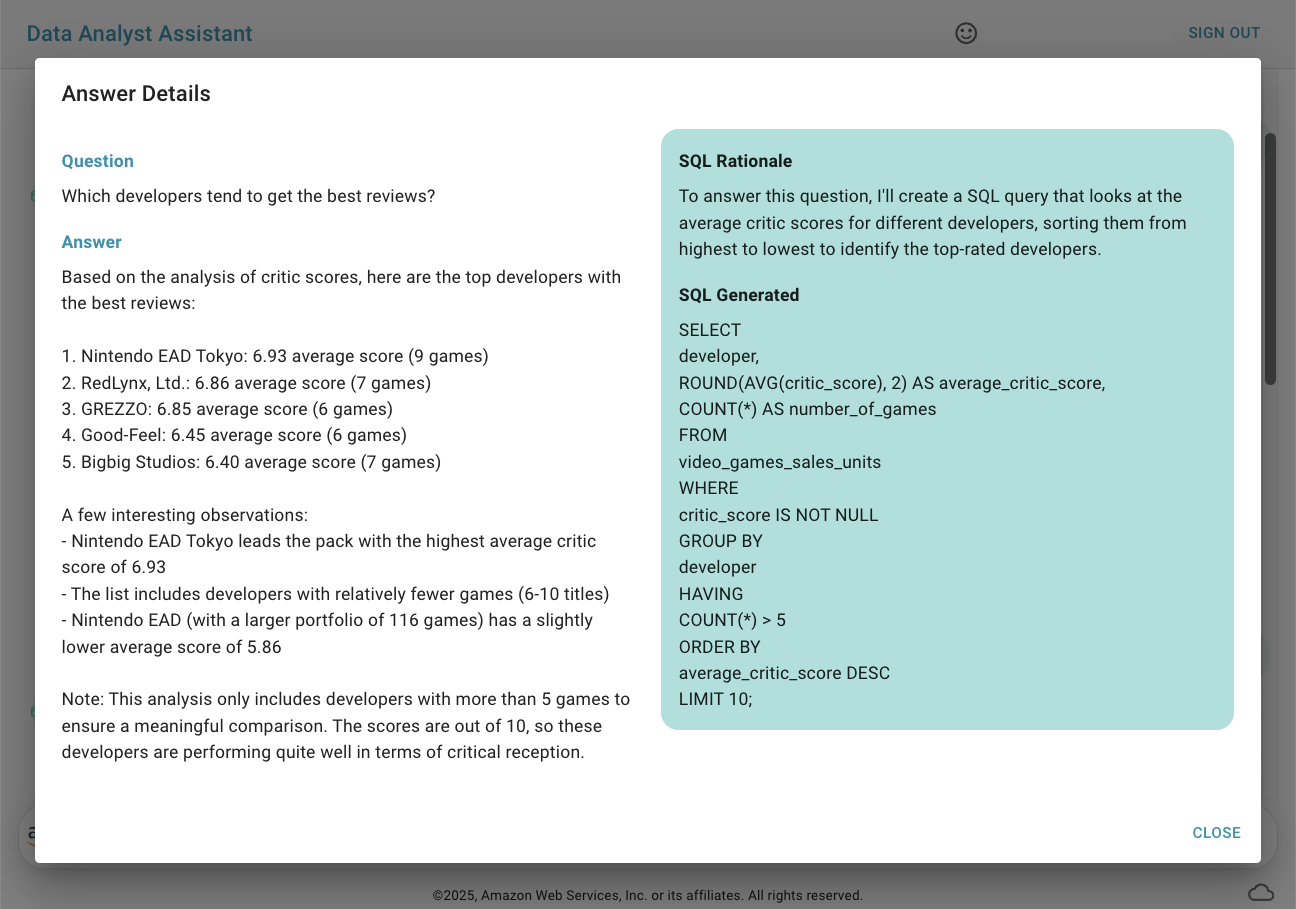 Data Analyst Assistant
SIGN OUT
Answer Details
Question
Which developers tend to get the best reviews?
Answer
Based on the analysis of critic scores, here are the top developers with
the best reviews:
1. Nintendo EAD Tokyo: 6.93 average score (9 games)
2. RedLynx, Ltd.: 6.86 average score (7 games)
3. GREZZO: 6.85 average score (6 games)
4. Good-Feel: 6.45 average score (6 games)
5. Bigbig Studios: 6.40 average score (7 games)
A few interesting observations:
- Nintendo EAD Tokyo leads the pack with the highest average critic
score of 6.93
- The list includes developers with relatively fewer games (6-10 titles)
- Nintendo EAD (with a larger portfolio of 116 games) has a slightly
lower average score of 5.86
Note: This analysis only includes developers with more than 5 games to
ensure a meaningful comparison. The scores are out of 10, so these
developers are performing quite well in terms of critical reception.
SQL Rationale
To answer this question, I'll create a SQL query that looks at the
average critic scores for different developers, sorting them from
highest to lowest to identify the top-rated developers.
SQL Generated
SELECT
developer,
ROUND(AVG(critic_score), 2) AS average_critic_score,
COUNT(*) AS number_of_games
FROM
video_games_sales_units
WHERE
critic_score IS NOT NULL
GROUP BY
developer
HAVING
COUNT(*) > 5
ORDER BY
average_critic_score DESC
LIMIT 10;
CLOSE
©2025, Amazon Web Services, Inc. or its affiliates. All rights reserved.